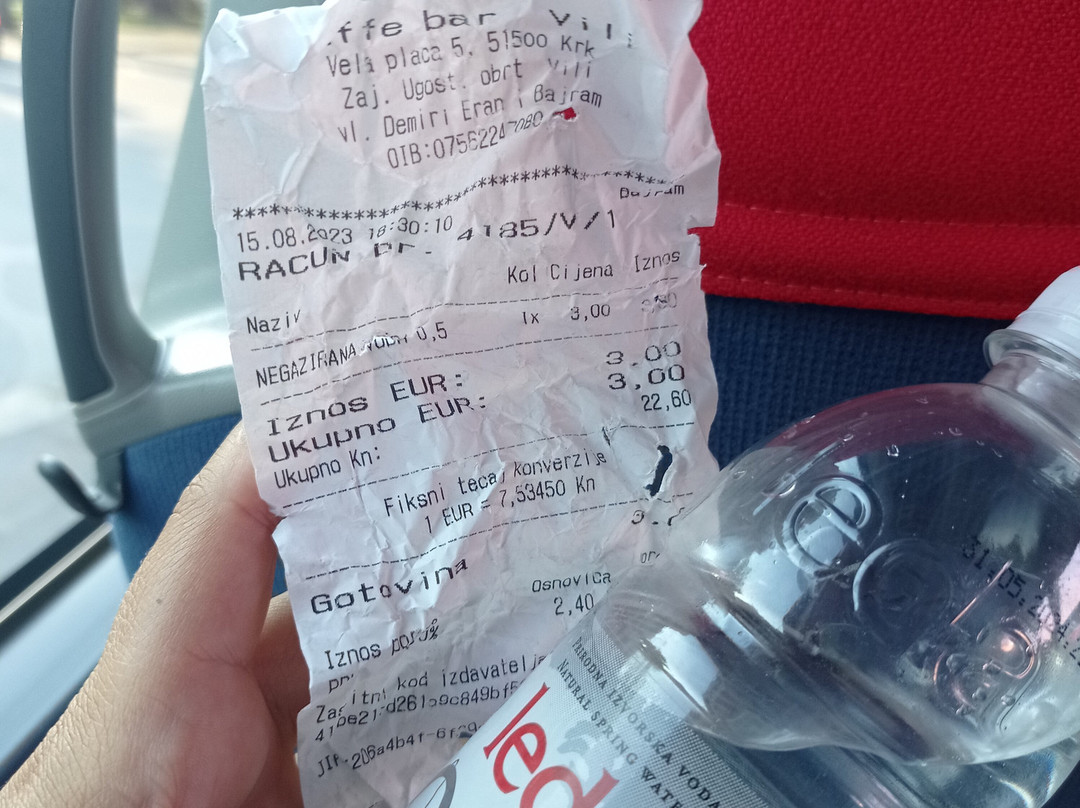 ffe bar Vili
Vela placa 5, 51500 Krk
Zaj. Ugost. obrt Vili
vl. Demiri Eran i Bajram
OIB:07562247080
********************************
Bajram
15.08.2023 18:30:10
RACUN br. 4185/V/1
Kol Cijena Iznos
Naziv
NEGAZIRANA VODA 0,5
1x 3,00
Iznos EUR: 3.00
Ukupno EUR: 3,00
Ukupno Kn: 22,60
Fiksni tecaj konverzije
1 EUR = 7,53450 Kn
Gotovina
Osnovica
2,40
Iznos
kod izdavatelja
PRIRODNA IZVORSKA VODA
NATURAL SPRING WATER
led
31.05.2